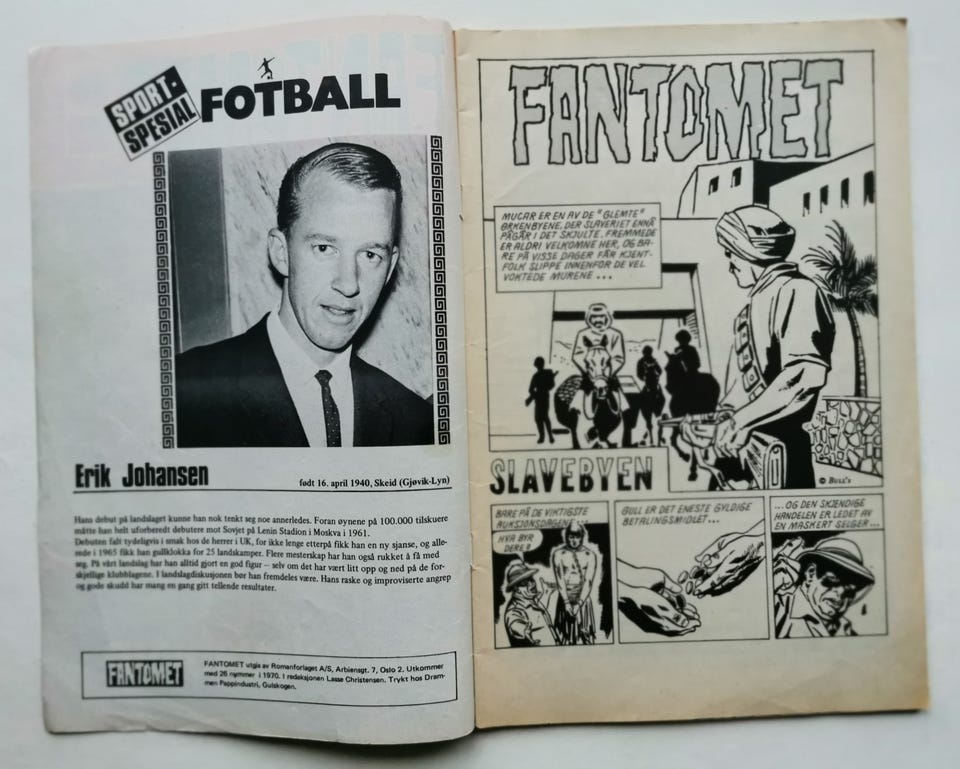 SPORT-
SPESIAL
FOTBALL
Erik Johansen
født 16. april 1940, Skeid (Gjøvik-Lyn)
Hans debut på landslaget kunne han nok tenkt seg noe annerledes. Foran øynene på 100.000 tilskuere
måtte han helt uforberedt debutere mot Sovjet på Lenin Stadion i Moskva i 1961.
Debuten falt tydeligvis i smak hos de herrer i UK, for ikke lenge etterpå fikk han en ny sjanse, og alle-
rede i 1965 fikk han gullklokka for 25 landskamper. Flere mesterskap har han også rukket å få med
seg. På vårt landslag har han alltid gjort en god figur – selv om det har vært litt opp og ned på de for-
skjellige klubblagene. I landslagdiskusjonen bør han fremdeles være. Hans raske og improviserte angrep
og gode skudd har mang en gang gitt tellende resultater.
FANTOMET
FANTOMET utgis av Romanforlaget A/S, Arbiensgt. 7, Oslo 2. Utkommer
med 26 nymmer i 1970. I redaksjonen Lasse Christensen. Trykt hos Dram-
men Pappindustri, Gulskogen.
FANTOMET
MUCAR ER EN AV DE "GLEMTE"
ØRKENBYENE, DER SLAVERIET ENNÅ
PÅGÅR I DET SKJULTE. FREMMEDE
ER ALDRI VELKOMNE HER, OG BA-
RE PÅ VISSE DAGER FÅR KJENT-
FOLK SLIPPE INNENFOR DE VEL
VOKTEDE MURENE ...
SLAVEBYEN
© BULL'S
BARE PÅ DE VIKTIGSTE
AUKSJONSDAGENE...
HVA BYR
DERE?
GULL ER DET ENESTE GYLDIGE
BETALINGSMIDLET...
...OG DEN SKJENDIGE
HANDELEN ER LEDET AV
EN MASKERT SELGER...